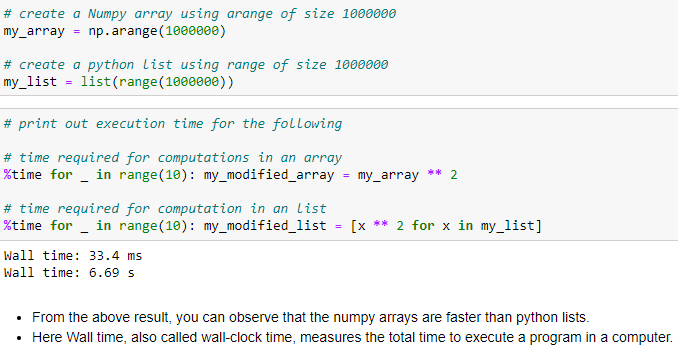 # create a Numpy array using arange of size 1000000
my_array = np.arange(1000000)
# create a python List using range of size 1000000
my_list = list(range(1000000))
# print out execution time for the following
# time required for computations in an array
%time for _ in range(10): my_modified_array = my_array ** 2
# time required for computation in an List
%time for _ in range(10): my_modified_list = [x ** 2 for x in my_list]
Wall time: 33.4 ms
Wall time: 6.69 s
• From the above result, you can observe that the numpy arrays are faster than python lists.
• Here Wall time, also called wall-clock time, measures the total time to execute a program in a computer.